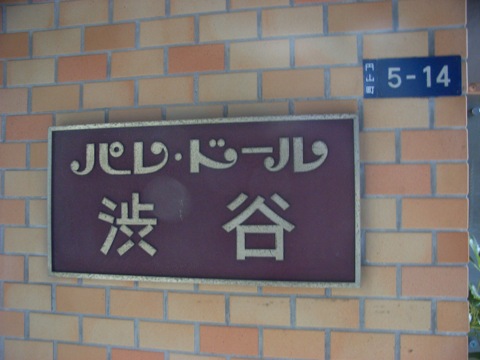 パレ・ドール
渋谷
円山町 5-14